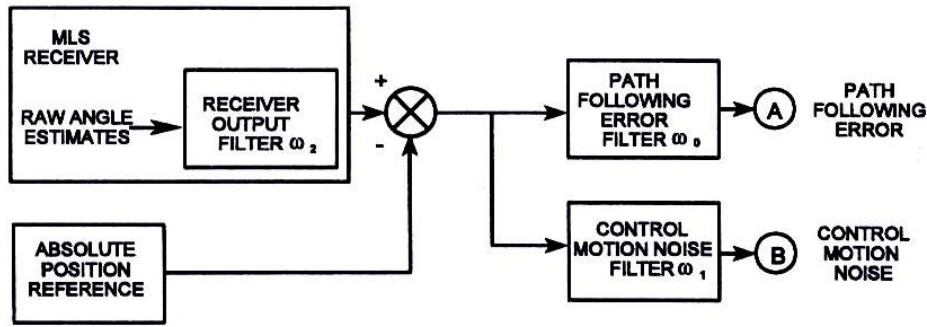 MLS
RECEIVER
RAW ANGLE
ESTIMATES
RECEIVER
OUTPUT
FILTER ω₂
+
-
ABSOLUTE
POSITION
REFERENCE
PATH
FOLLOWING
ERROR
FILTER ω₀
A
PATH
FOLLOWING
ERROR
CONTROL
MOTION NOISE
FILTER ω₁
B
CONTROL
MOTION
NOISE